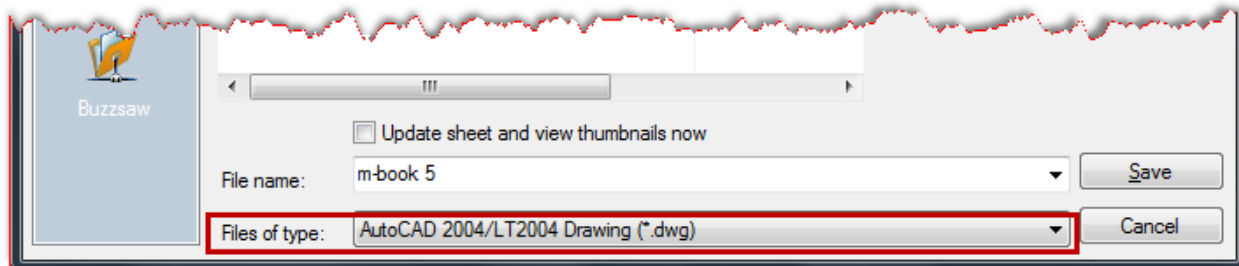 Buzzsaw
Update sheet and view thumbnails now
File name: m-book 5 Save
Files of type: AutoCAD 2004/LT2004 Drawing (*.dwg) Cancel